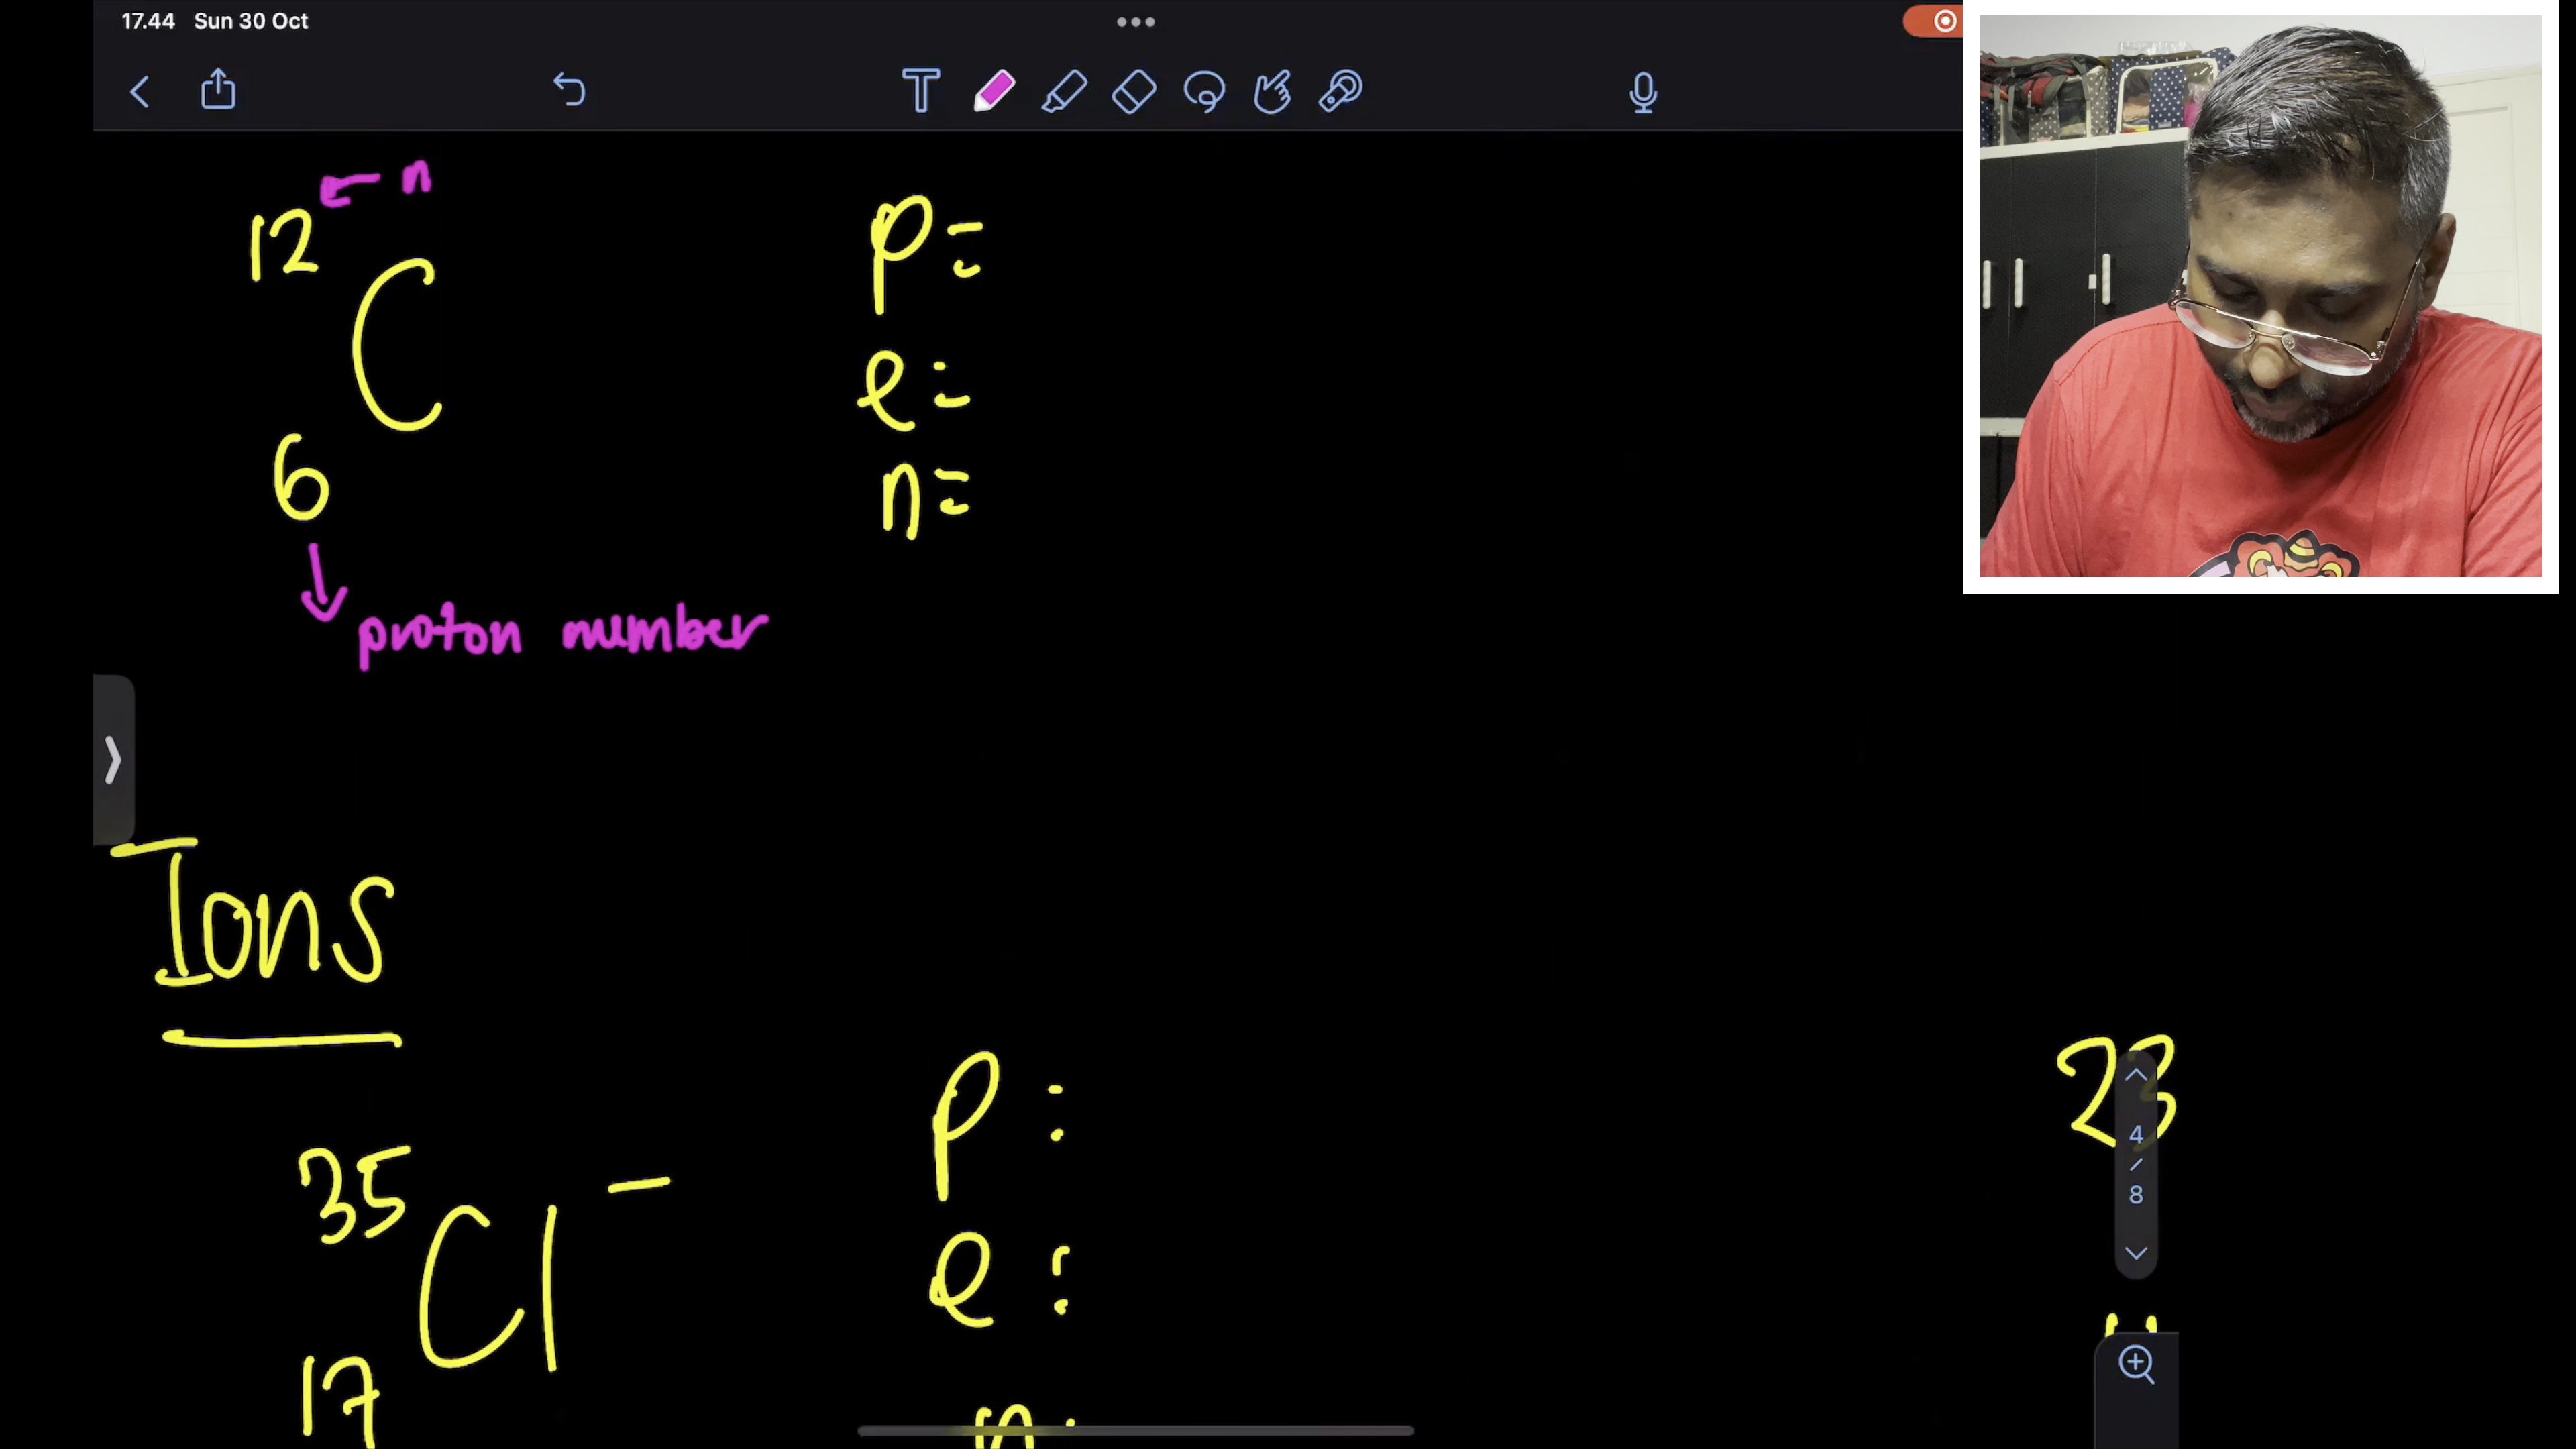 17.44 Sun 30 Oct
T
n
12
C
6
p =
e =
n =
proton number
Ions
35
Cl -
17
p :
e :
n :
23
4
/
8